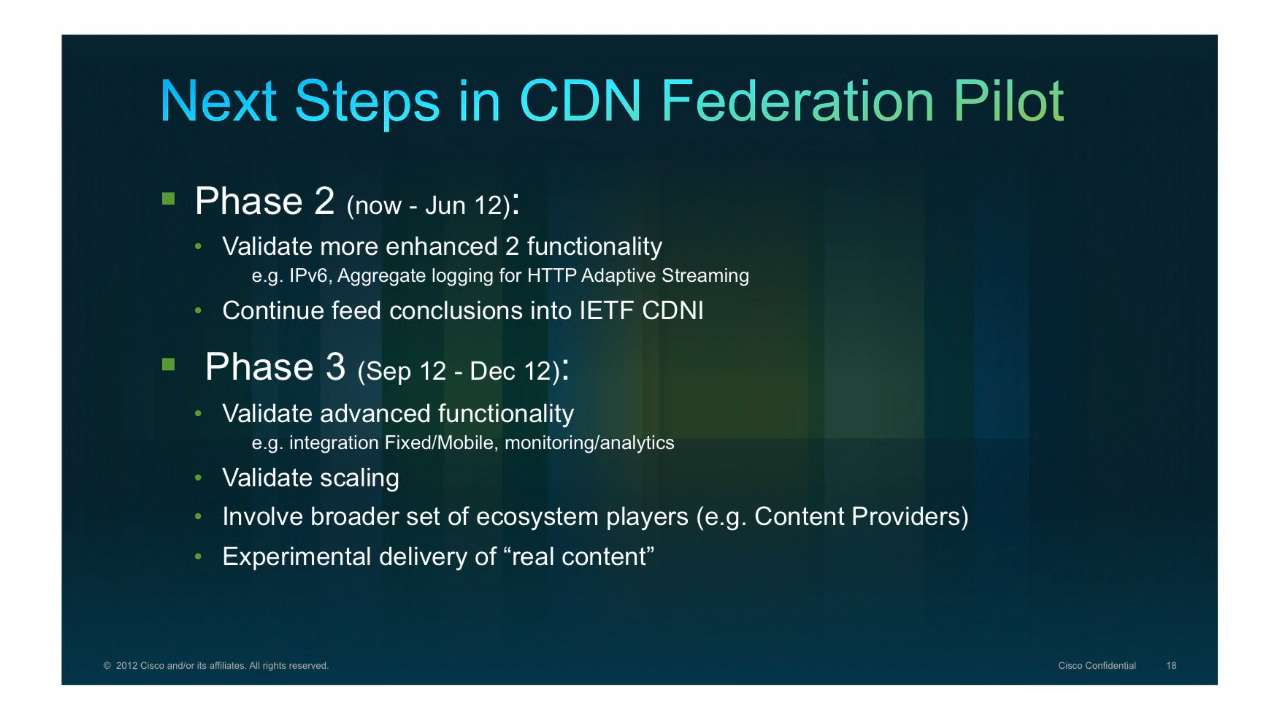 Next Steps in CDN Federation Pilot
Phase 2 (now - Jun 12):
Validate more enhanced 2 functionality
e.g. IPv6, Aggregate logging for HTTP Adaptive Streaming
Continue feed conclusions into IETF CDNI
Phase 3 (Sep 12 - Dec 12):
Validate advanced functionality
e.g. integration Fixed/Mobile, monitoring/analytics
Validate scaling
Involve broader set of ecosystem players (e.g. Content Providers)
Experimental delivery of “real content”
© 2012 Cisco and/or its affiliates. All rights reserved. Cisco Confidential 18